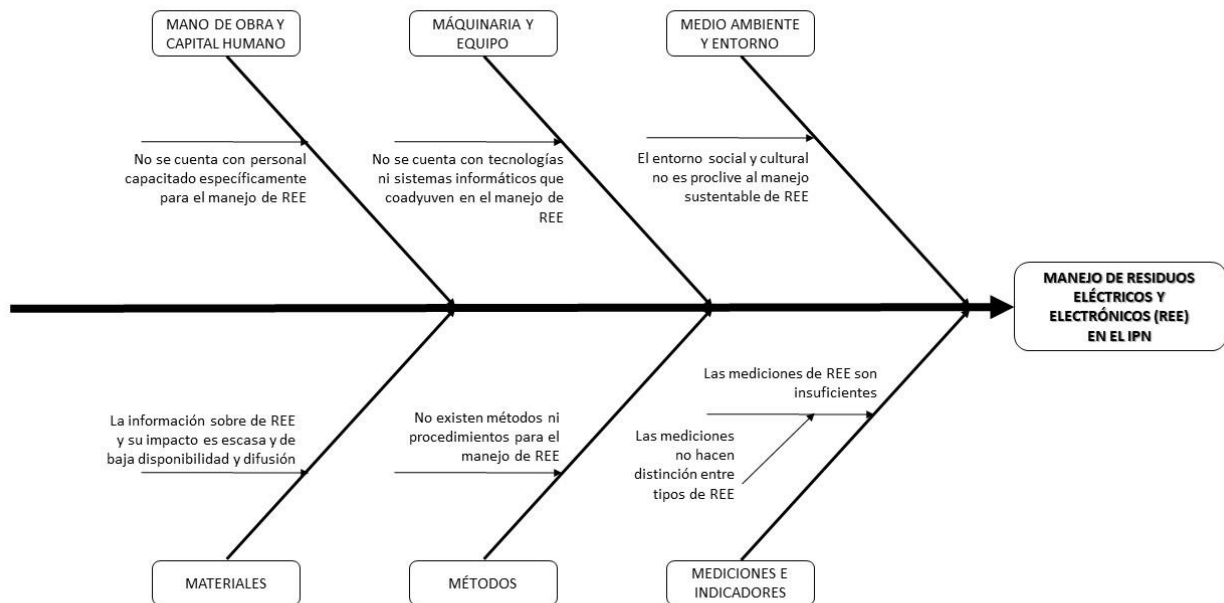 MANO DE OBRA Y
CAPITAL HUMANO
MÁQUINARIA Y
EQUIPO
MEDIO AMBIENTE
Y ENTORNO
No se cuenta con personal
capacitado específicamente
para el manejo de REE
No se cuenta con tecnologías
ni sistemas informáticos que
coadyuven en el manejo de
REE
El entorno social y cultural
no es proclive al manejo
sustentable de REE
MANEJO DE RESIDUOS
ELÉCTRICOS Y
ELECTRÓNICOS (REE)
EN EL IPN
La información sobre de REE
y su impacto es escasa y de
baja disponibilidad y difusión
No existen métodos ni
procedimientos para el
manejo de REE
Las mediciones de REE son
insuficientes
Las mediciones
no hacen
distinción entre
tipos de REE
MATERIALES
MÉTODOS
MEDICIONES E
INDICADORES